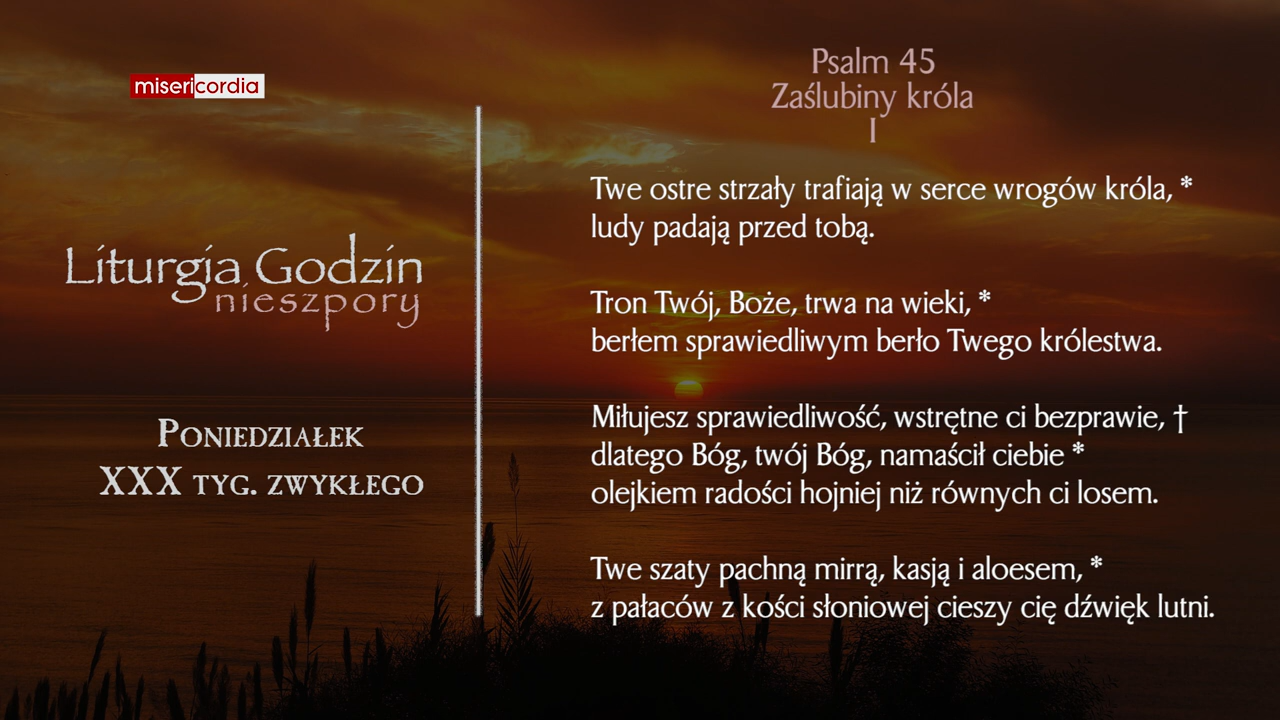 misericordia
Liturgia Godzin
nieszpory
Poniedziałek
XXX tyg. zwykłego
Psalm 45
Zaślubiny króla
I
Twe ostre strzały trafiają w serce wrogów króla, *
ludy padają przed tobą.
Tron Twój, Boże, trwa na wieki, *
berłem sprawiedliwym berło Twego królestwa.
Miłujesz sprawiedliwość, wstrętne ci bezprawie, †
dlatego Bóg, twój Bóg, namaścił ciebie *
olejkiem radości hojniej niż równych ci losem.
Twe szaty pachną mirrą, kasją i aloesem, *
z pałaców z kości słoniowej cieszy cię dźwięk lutni.